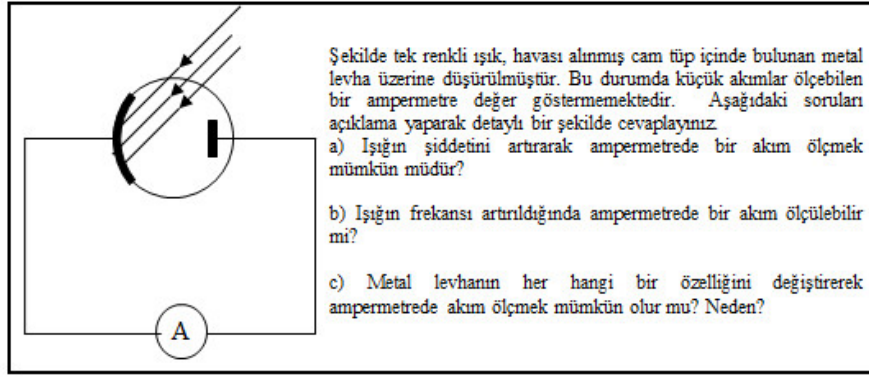 Şekilde tek renkli ışık, havası alınmış cam tüp içinde bulunan metal
levha üzerine düşürülmüştür. Bu durumda küçük akımlar ölçebilen
bir ampermetre değer göstermemektedir. Aşağıdaki soruları
açıklama yaparak detaylı bir şekilde cevaplayınız.
a) Işığın şiddetini artırarak ampermetrede bir akım ölçmek
mümkün müdür?
b) Işığın frekansı artırıldığında ampermetrede bir akım ölçülebilir
mi?
c) Metal levhanın her hangi bir özelliğini değiştirerek
ampermetrede akım ölçmek mümkün olur mu? Neden?
A